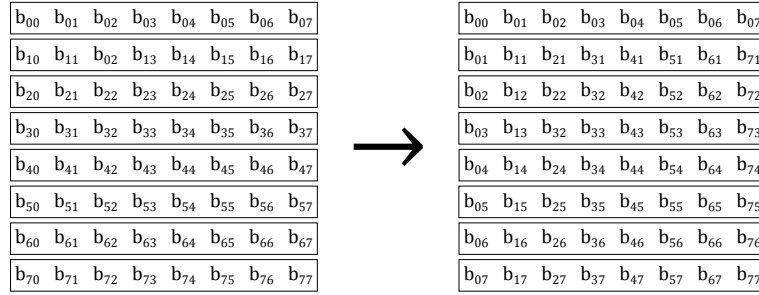 b₀₀ b₀₁ b₀₂ b₀₃ b₀₄ b₀₅ b₀₆ b₀₇ b₀₀ b₀₁ b₀₂ b₀₃ b₀₄ b₀₅ b₀₆ b₀₇
b₁₀ b₁₁ b₀₂ b₁₃ b₁₄ b₁₅ b₁₆ b₁₇ b₀₁ b₁₁ b₂₁ b₃₁ b₄₁ b₅₁ b₆₁ b₇₁
b₂₀ b₂₁ b₂₂ b₂₃ b₂₄ b₂₅ b₂₆ b₂₇ b₀₂ b₁₂ b₂₂ b₃₂ b₄₂ b₅₂ b₆₂ b₇₂
b₃₀ b₃₁ b₃₂ b₃₃ b₃₄ b₃₅ b₃₆ b₃₇ b₀₃ b₁₃ b₃₂ b₃₃ b₄₃ b₅₃ b₆₃ b₇₃
b₄₀ b₄₁ b₄₂ b₄₃ b₄₄ b₄₅ b₄₆ b₄₇ b₀₄ b₁₄ b₂₄ b₃₄ b₄₄ b₅₄ b₆₄ b₇₄
b₅₀ b₅₁ b₅₂ b₅₃ b₅₄ b₅₅ b₅₆ b₅₇ b₀₅ b₁₅ b₂₅ b₃₅ b₄₅ b₅₅ b₆₅ b₇₅
b₆₀ b₆₁ b₆₂ b₆₃ b₆₄ b₆₅ b₆₆ b₆₇ b₀₆ b₁₆ b₂₆ b₃₆ b₄₆ b₅₆ b₆₆ b₇₆
b₇₀ b₇₁ b₇₂ b₇₃ b₇₄ b₇₅ b₇₆ b₇₇ b₀₇ b₁₇ b₂₇ b₃₇ b₄₇ b₅₇ b₆₇ b₇₇